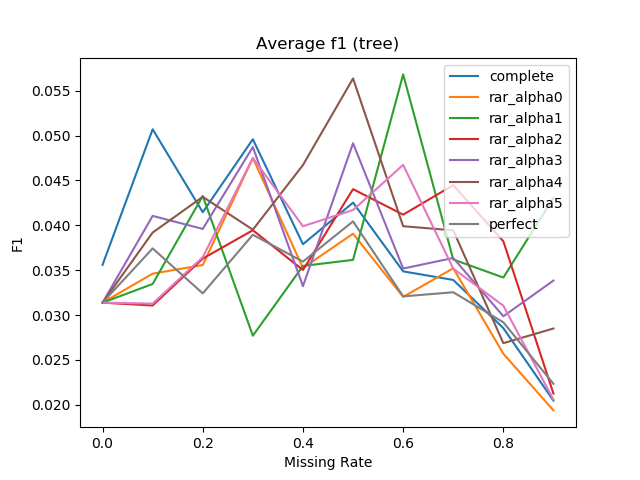 Average f1 (tree)
F1
0.055
0.050
0.045
0.040
0.035
0.030
0.025
0.020
complete
rar_alpha0
rar_alpha1
rar_alpha2
rar_alpha3
rar_alpha4
rar_alpha5
perfect
0.0 0.2 0.4 0.6 0.8
Missing Rate